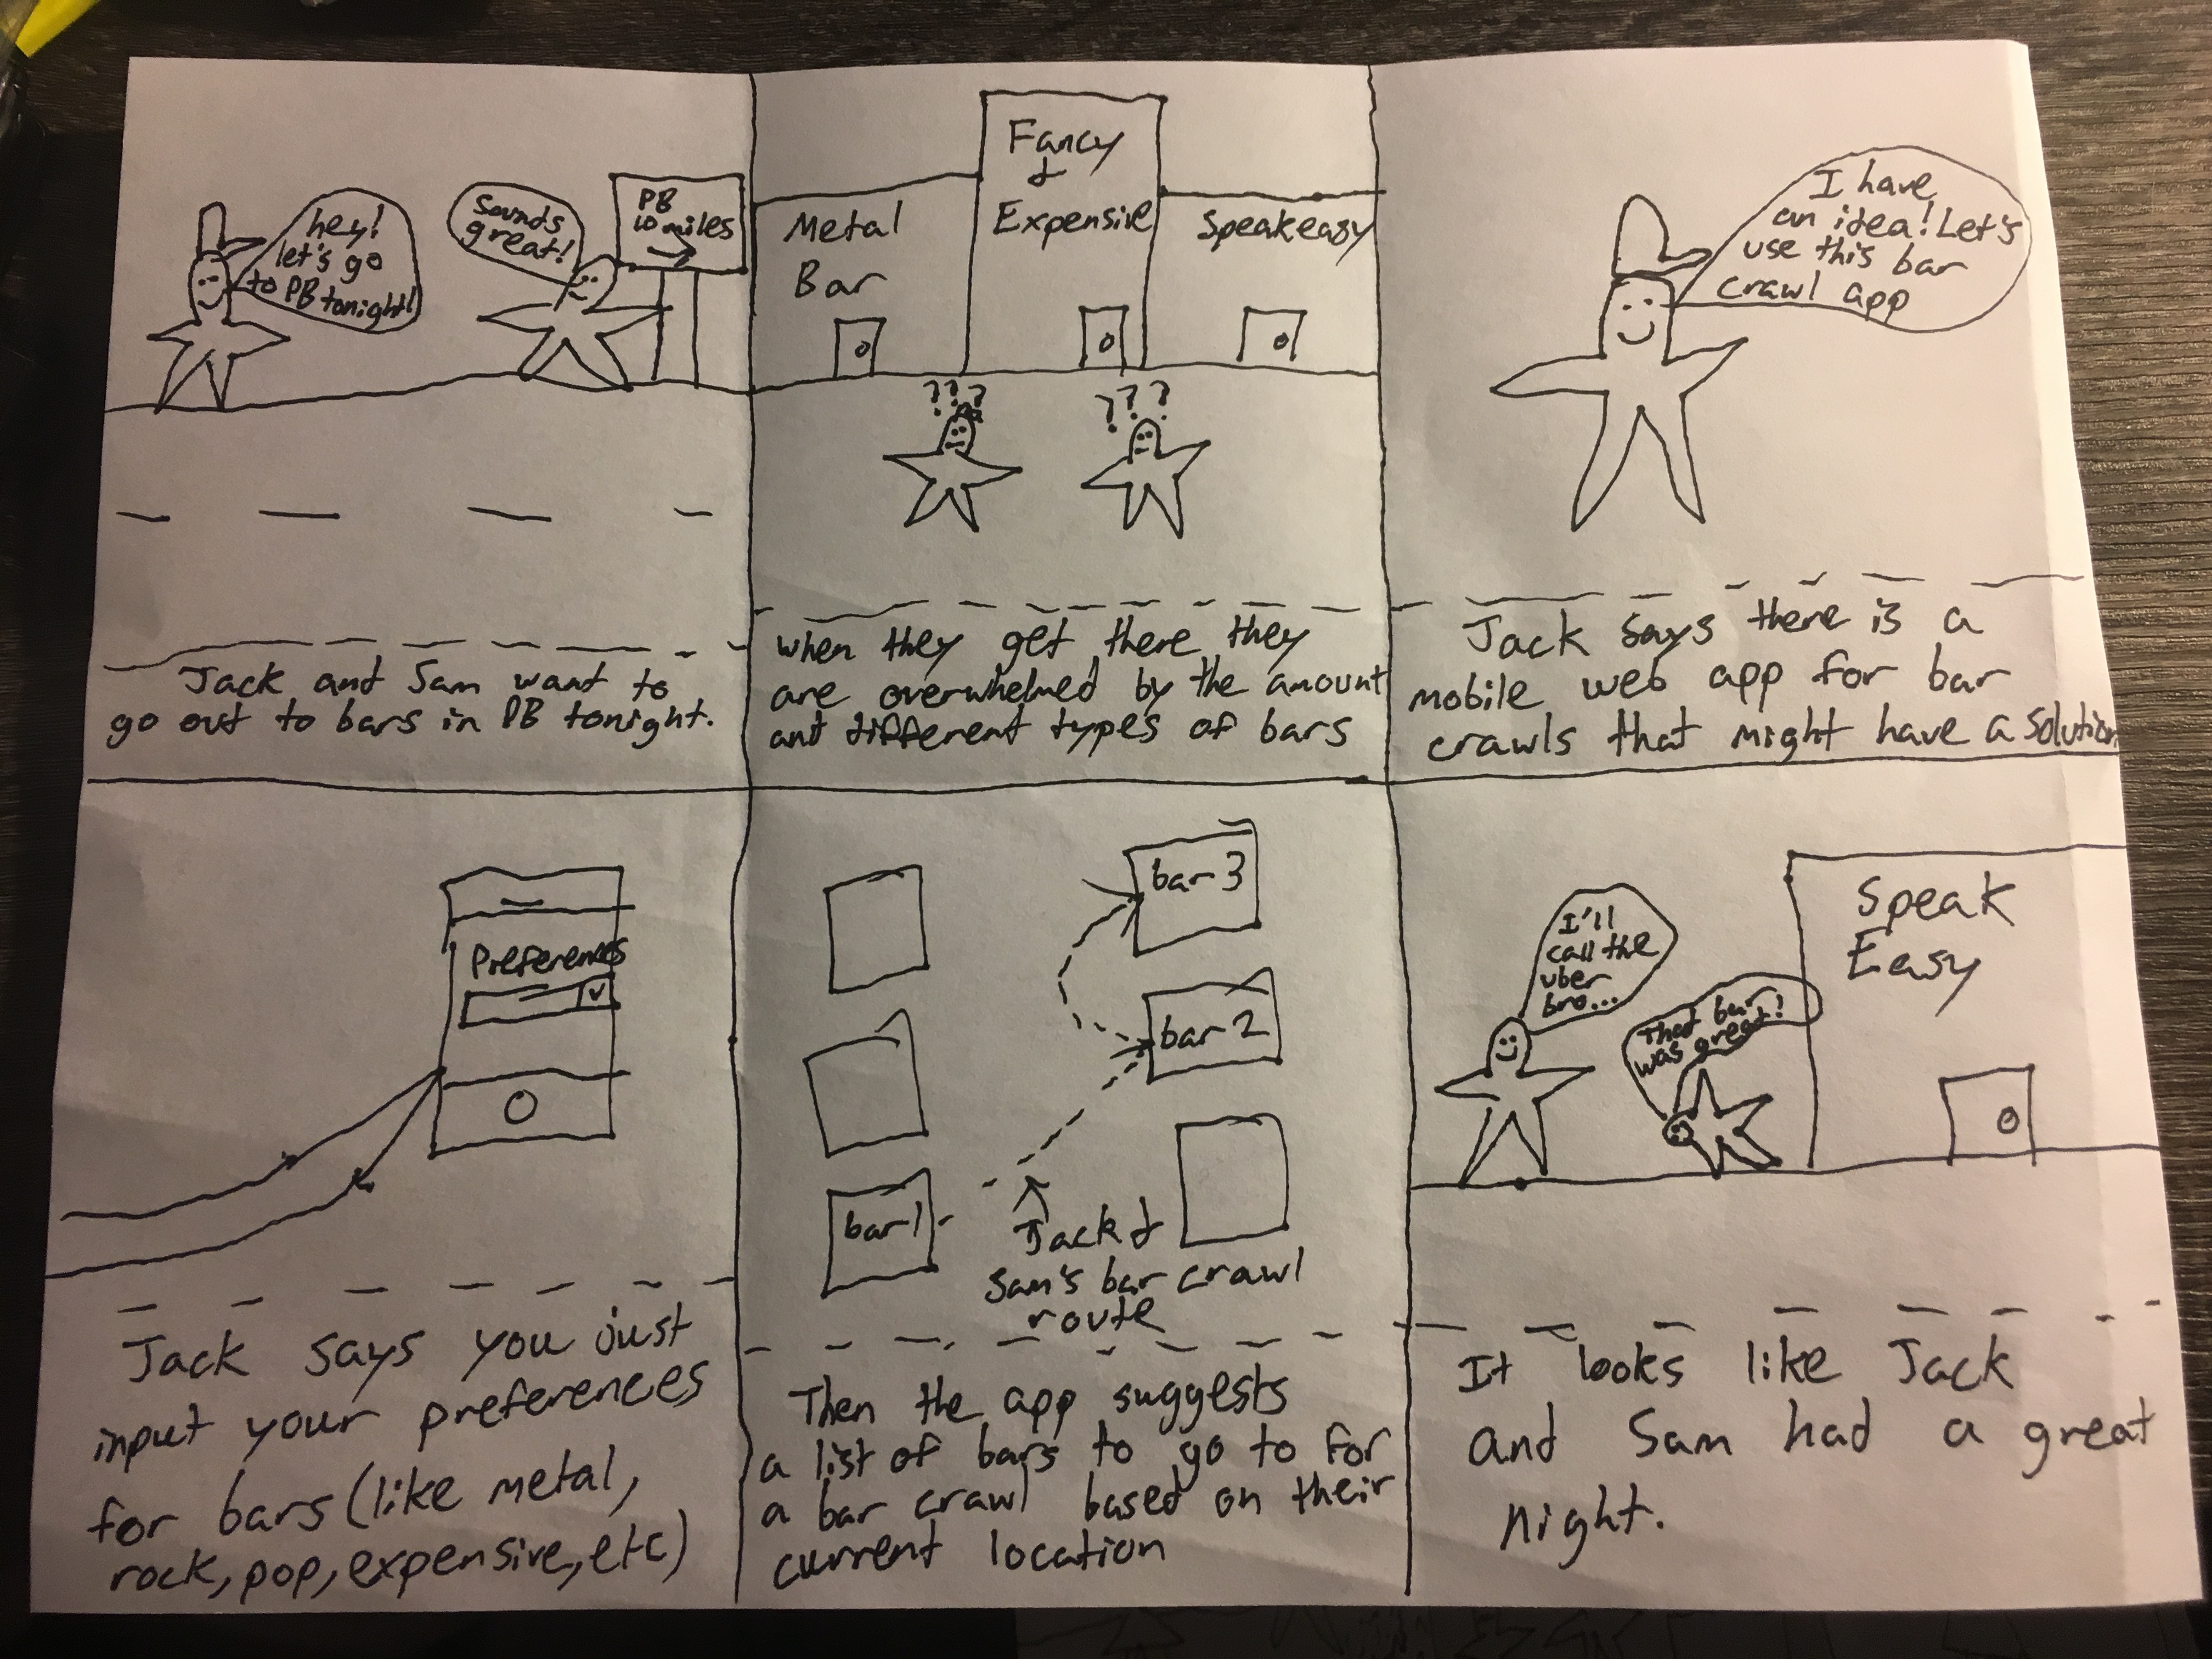 hey!
let's go
to PB tonight!
Sounds
great!
PB
10 miles
Jack and Sam want to
go out to bars in PB tonight.
Metal
Bar
Fancy
+
Expensie
Speakeasy
???
???
when they get there they
are overwhelmed by the amount
and different types of bars
I have
an idea! Let's
use this bar
crawl app
Jack says there is a
mobile web app for bar
crawls that might have a solution
Preferences
Jack says you just
input your preferences
for bars (like metal,
rock, pop, expensive, etc)
bar 1
bar 2
bar 3
Jack +
Sam's bar crawl
route
Then the app suggests
a list of bars to go to for
a bar crawl based on their
current location
I'll
call the
uber
bro...
That bar
was great!
Speak
Easy
It looks like Jack
and Sam had a great
night.